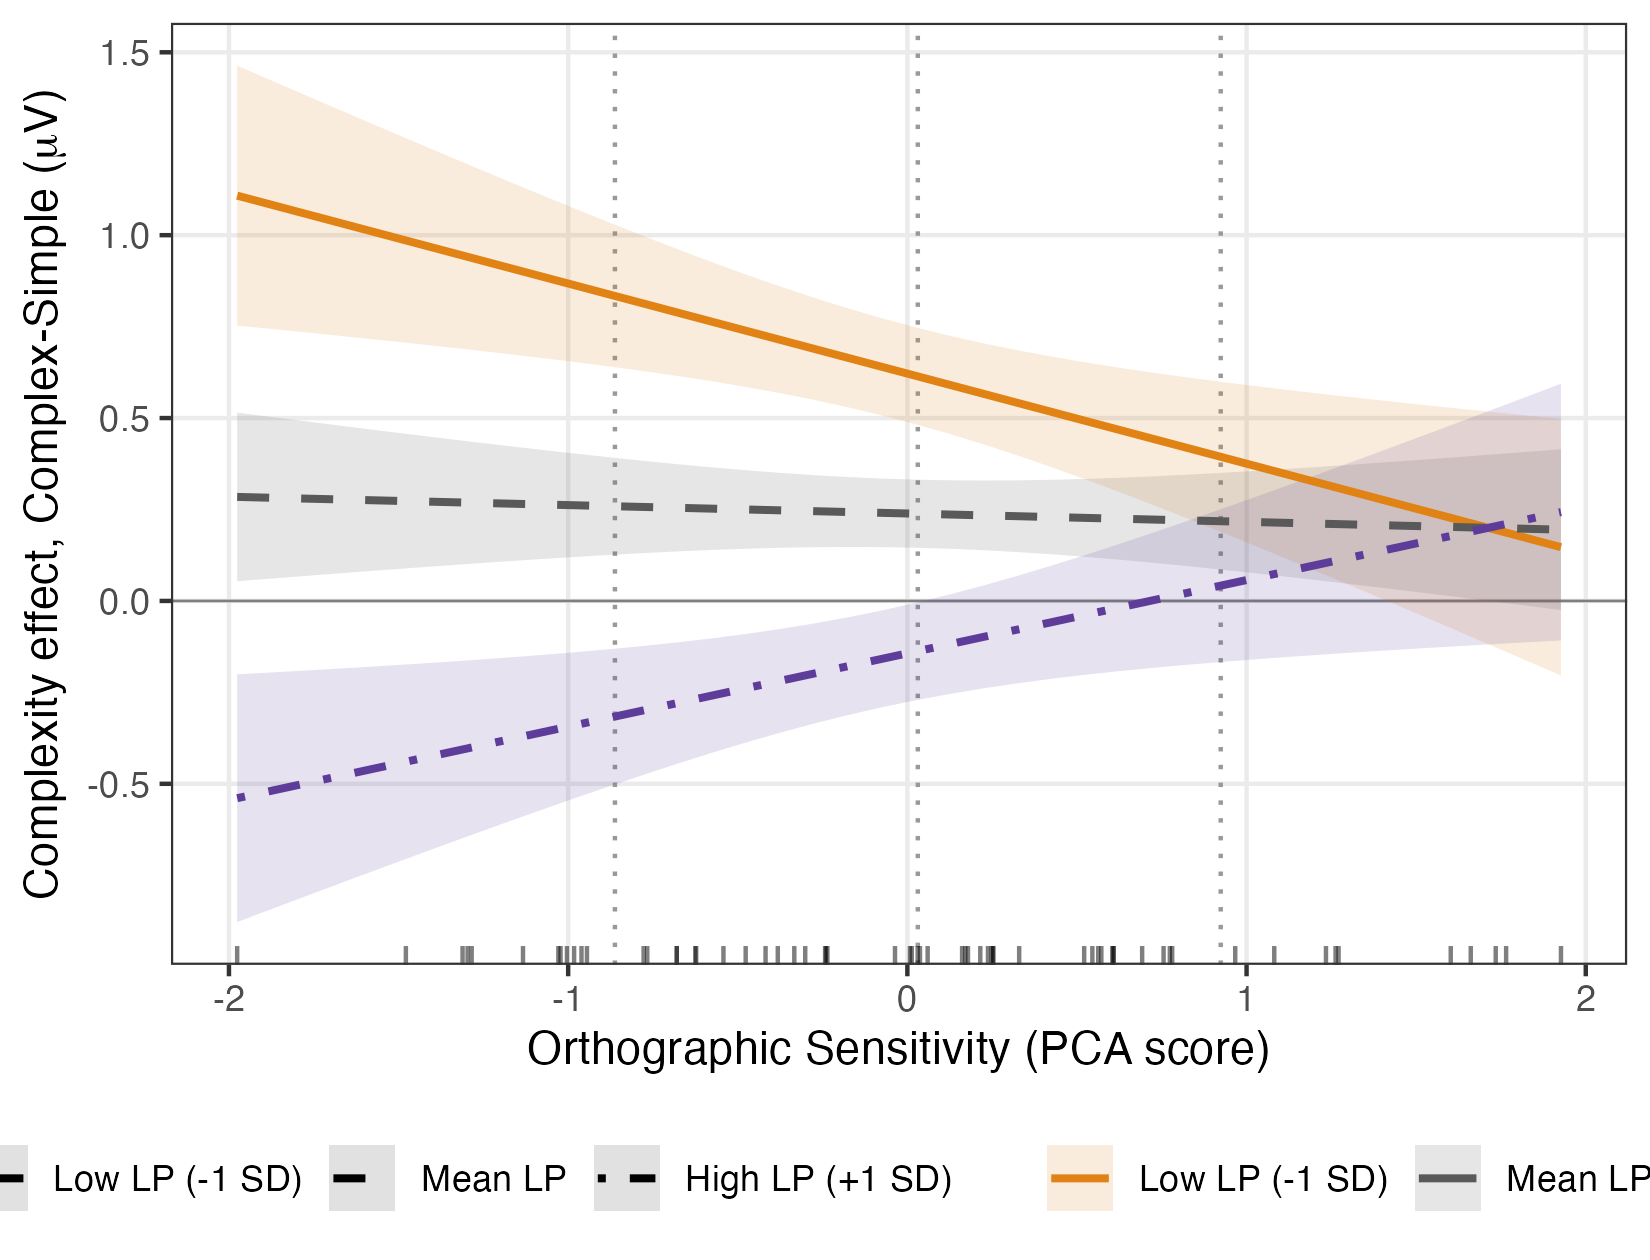 Complexity effect, Complex-Simple (μV)
1.5
1.0
0.5
0.0
-0.5
-2 -1 0 1 2
Orthographic Sensitivity (PCA score)
Low LP (-1 SD) Mean LP High LP (+1 SD) Low LP (-1 SD) Mean LP